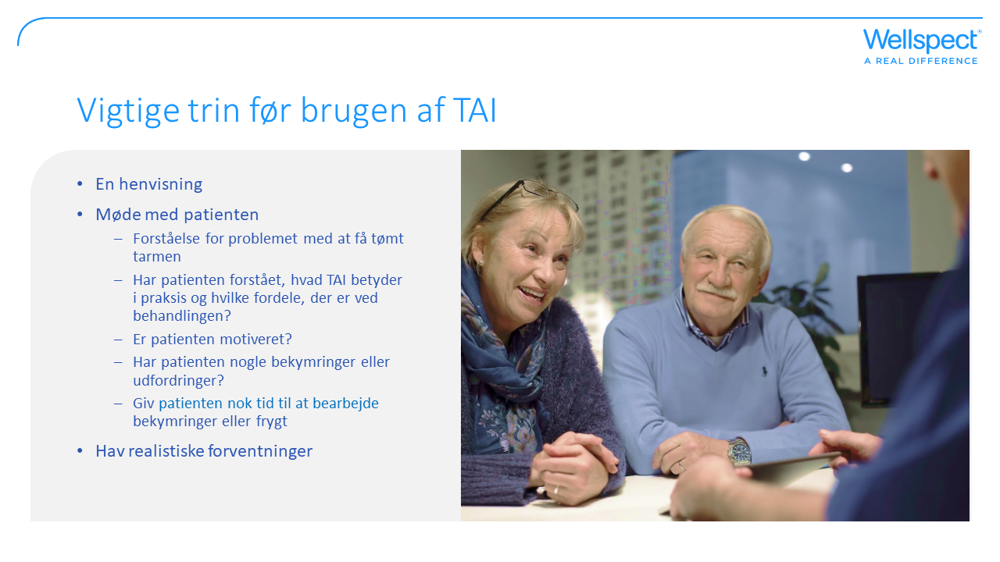 Wellspect®
A REAL DIFFERENCE
Vigtige trin før brugen af TAI
• En henvisning
• Møde med patienten
– Forståelse for problemet med at få tømt
tarmen
– Har patienten forstået, hvad TAI betyder
i praksis og hvilke fordele, der er ved
behandlingen?
– Er patienten motiveret?
– Har patienten nogle bekymringer eller
udfordringer?
– Giv patienten nok tid til at bearbejde
bekymringer eller frygt
• Hav realistiske forventninger